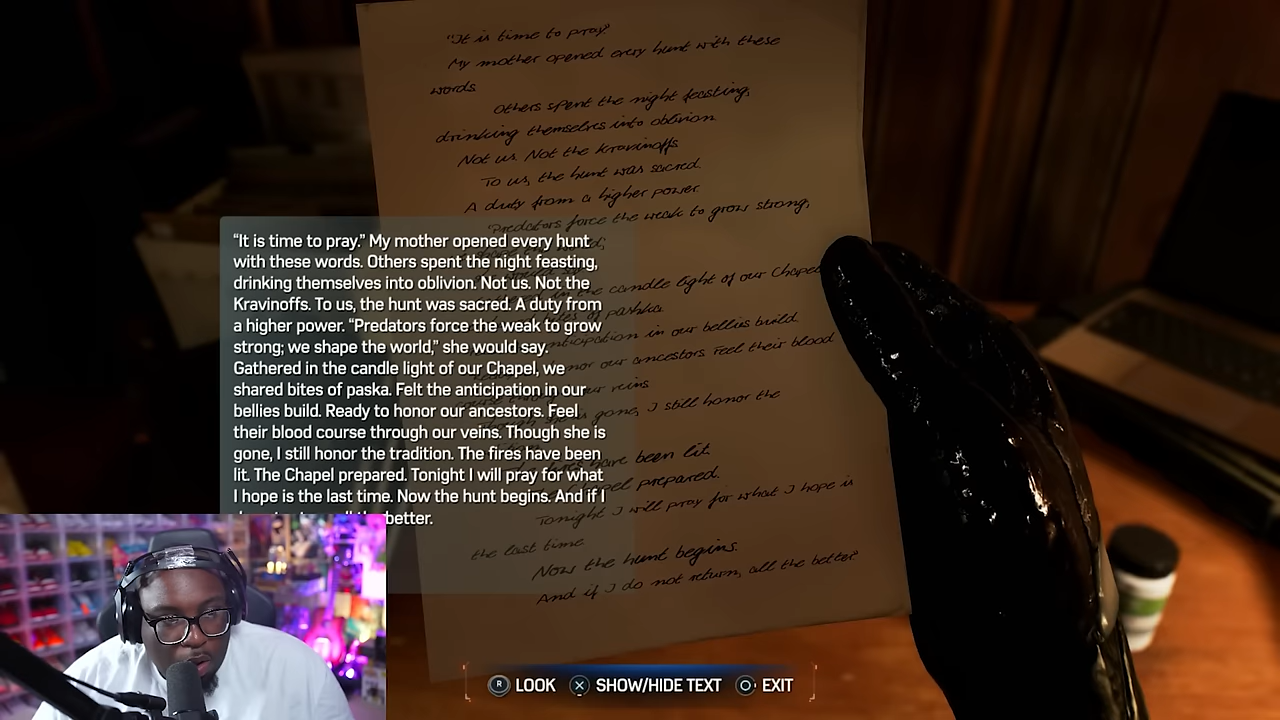 "It is time to pray."
My mother opened every hunt with these
words.
Others spent the night feasting,
drinking themselves into oblivion.
Not us. Not the Kravinoffs.
To us, the hunt was sacred.
A duty from a higher power.
"Predators force the weak to grow strong;
candle light of our Chapel
of pashka.
anticipation in our bellies build.
honor our ancestors. Feel their blood
our veins.
gone, I still honor the
have been lit.
prepared.
Tonight I will pray for what I hope is
the last time.
Now the hunt begins.
And if I do not return, all the better."
“It is time to pray.” My mother opened every hunt
with these words. Others spent the night feasting,
drinking themselves into oblivion. Not us. Not the
Kravinoffs. To us, the hunt was sacred. A duty from
a higher power. “Predators force the weak to grow
strong; we shape the world,” she would say.
Gathered in the candle light of our Chapel, we
shared bites of paska. Felt the anticipation in our
bellies build. Ready to honor our ancestors. Feel
their blood course through our veins. Though she is
gone, I still honor the tradition. The fires have been
lit. The Chapel prepared. Tonight I will pray for what
I hope is the last time. Now the hunt begins. And if I
better.
R LOOK SHOW/HIDE TEXT EXIT